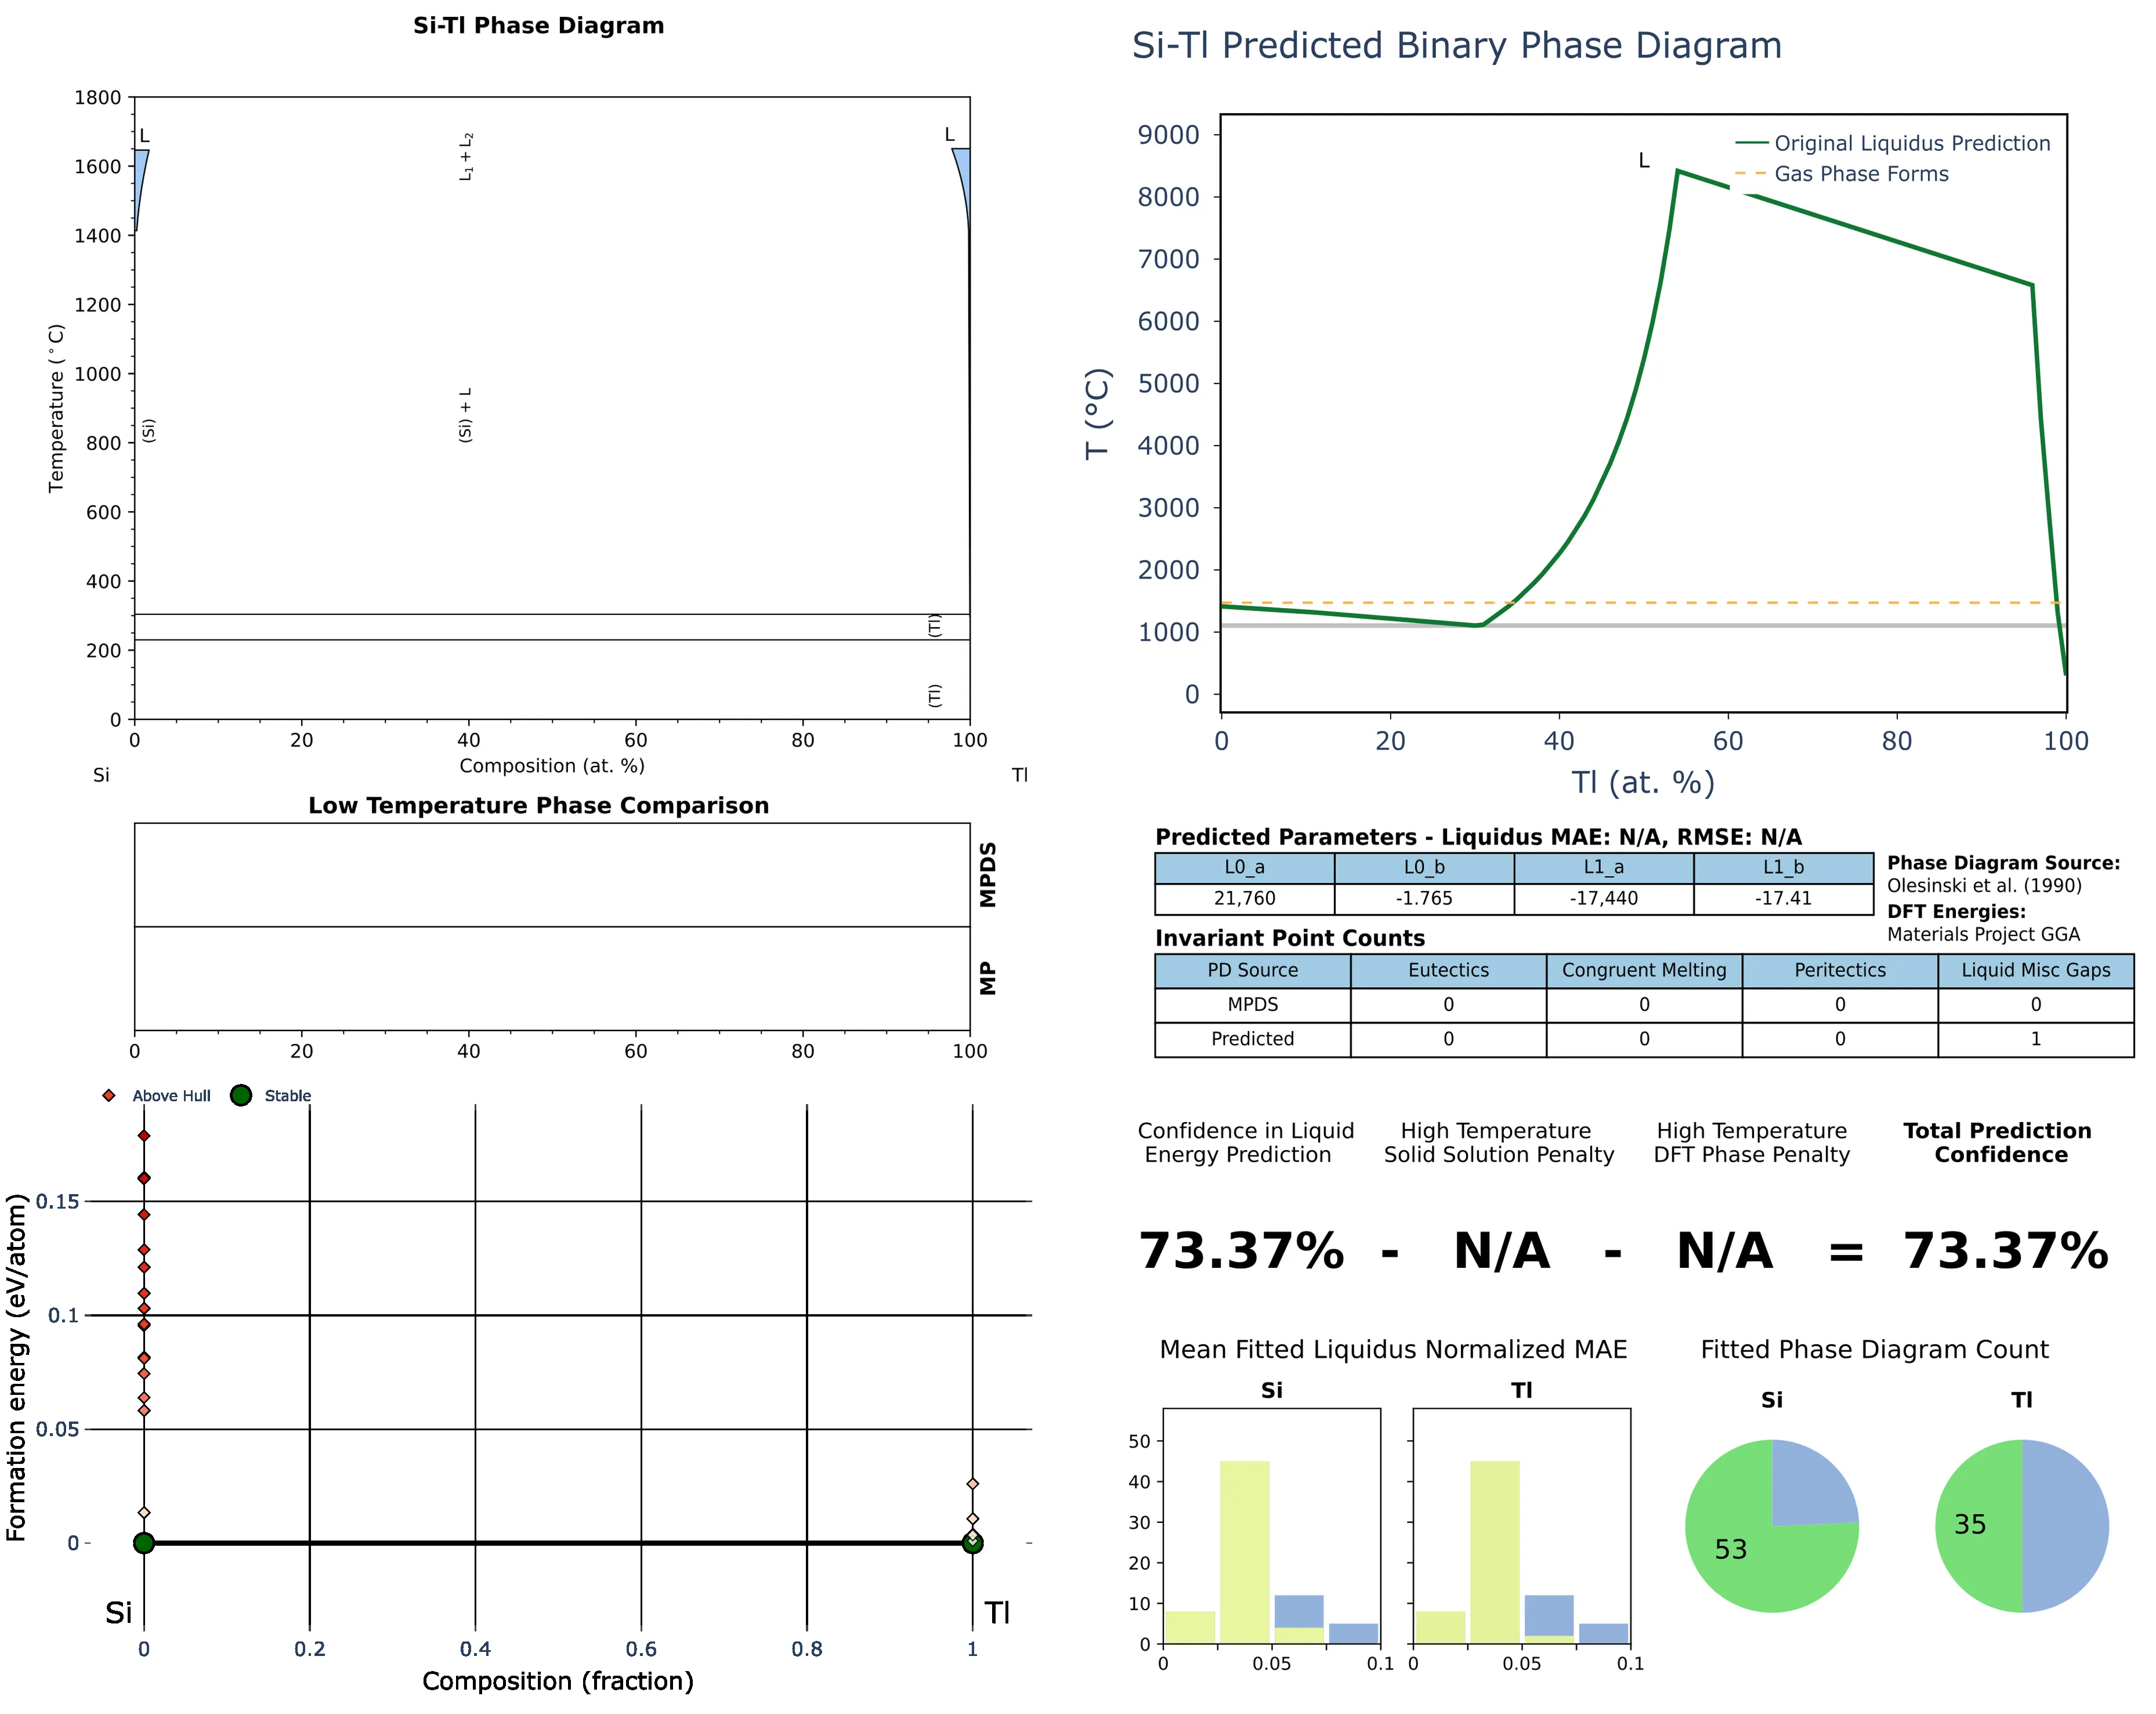 Si-Tl Phase Diagram
1800
1600
1400
1200
1000
800
600
400
200
0
Temperature (°C)
L
L
L₁ + L₂
(Si)
(Si) + L
(Tl)
(Tl)
0 20 40 60 80 100
Composition (at. %)
Si Tl
Low Temperature Phase Comparison
MPDS
MP
0 20 40 60 80 100
Above Hull Stable
Formation energy (eV/atom)
0.15
0.1
0.05
0
Si Tl
0 0.2 0.4 0.6 0.8 1
Composition (fraction)
Si-Tl Predicted Binary Phase Diagram
9000
8000
7000
6000
5000
4000
3000
2000
1000
0
T (°C)
L
Original Liquidus Prediction
Gas Phase Forms
0 20 40 60 80 100
Tl (at. %)
Predicted Parameters - Liquidus MAE: N/A, RMSE: N/A
L0_a L0_b L1_a L1_b
21,760 -1.765 -17,440 -17.41
Phase Diagram Source:
Olesinski et al. (1990)
DFT Energies:
Materials Project GGA
Invariant Point Counts
PD Source Eutectics Congruent Melting Peritectics Liquid Misc Gaps
MPDS 0 0 0 0
Predicted 0 0 0 1
Confidence in Liquid
Energy Prediction
High Temperature
Solid Solution Penalty
High Temperature
DFT Phase Penalty
Total Prediction
Confidence
73.37% - N/A - N/A = 73.37%
Mean Fitted Liquidus Normalized MAE
Si Tl
50
40
30
20
10
0
0 0.05 0.1 0 0.05 0.1
Fitted Phase Diagram Count
Si Tl
53 35